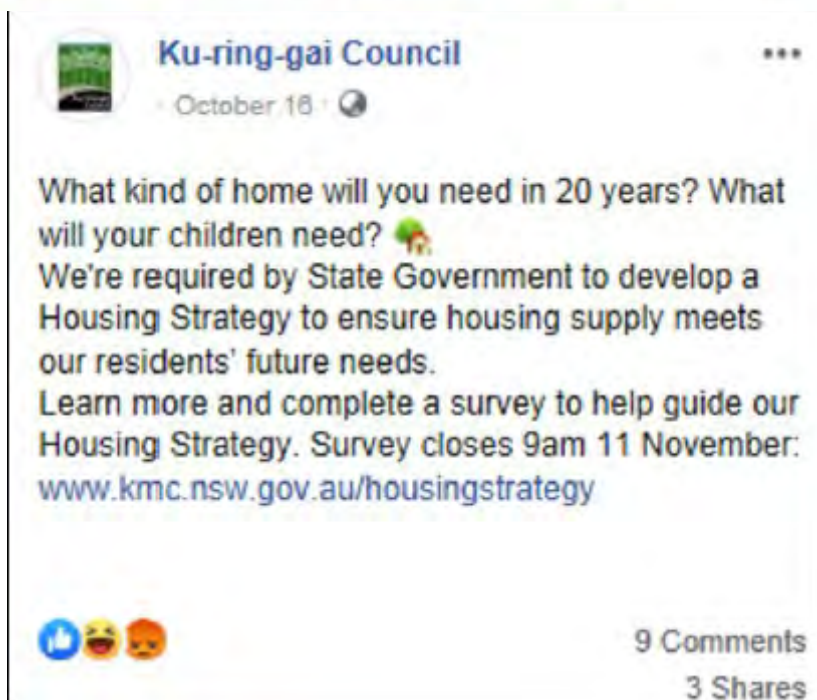 Ku-ring-gai Council
...
· October 16 ·
What kind of home will you need in 20 years? What
will your children need?
We're required by State Government to develop a
Housing Strategy to ensure housing supply meets
our residents' future needs.
Learn more and complete a survey to help guide our
Housing Strategy. Survey closes 9am 11 November:
www.kmc.nsw.gov.au/housingstrategy
9 Comments
3 Shares